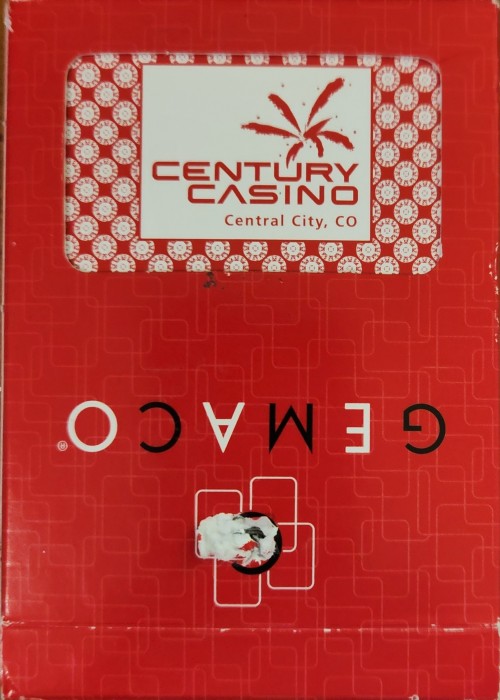 CENTURY
CASINO
Central City, CO
GEMACO®